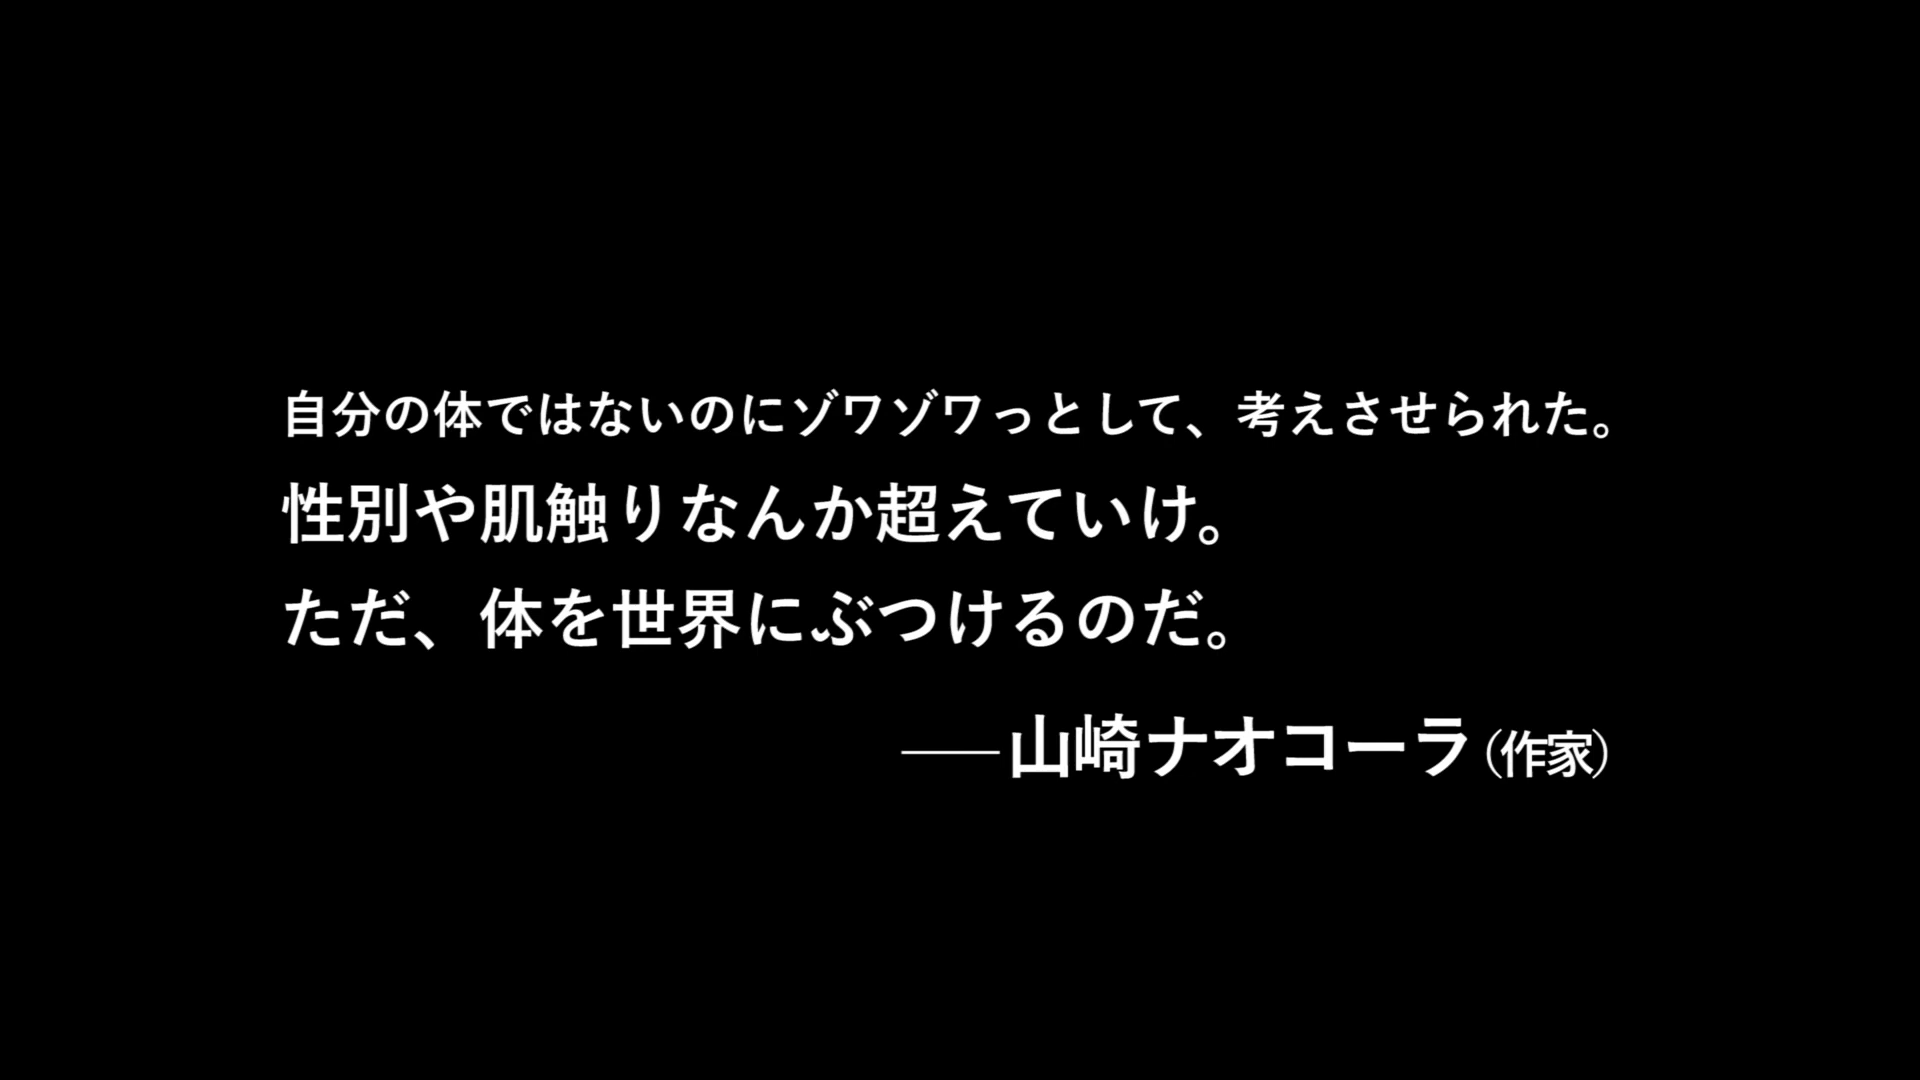 自分の体ではないのにゾワゾワっとして、考えさせられた。
性別や肌触りなんか超えていけ。
ただ、体を世界にぶつけるのだ。
——山崎ナオコーラ（作家）